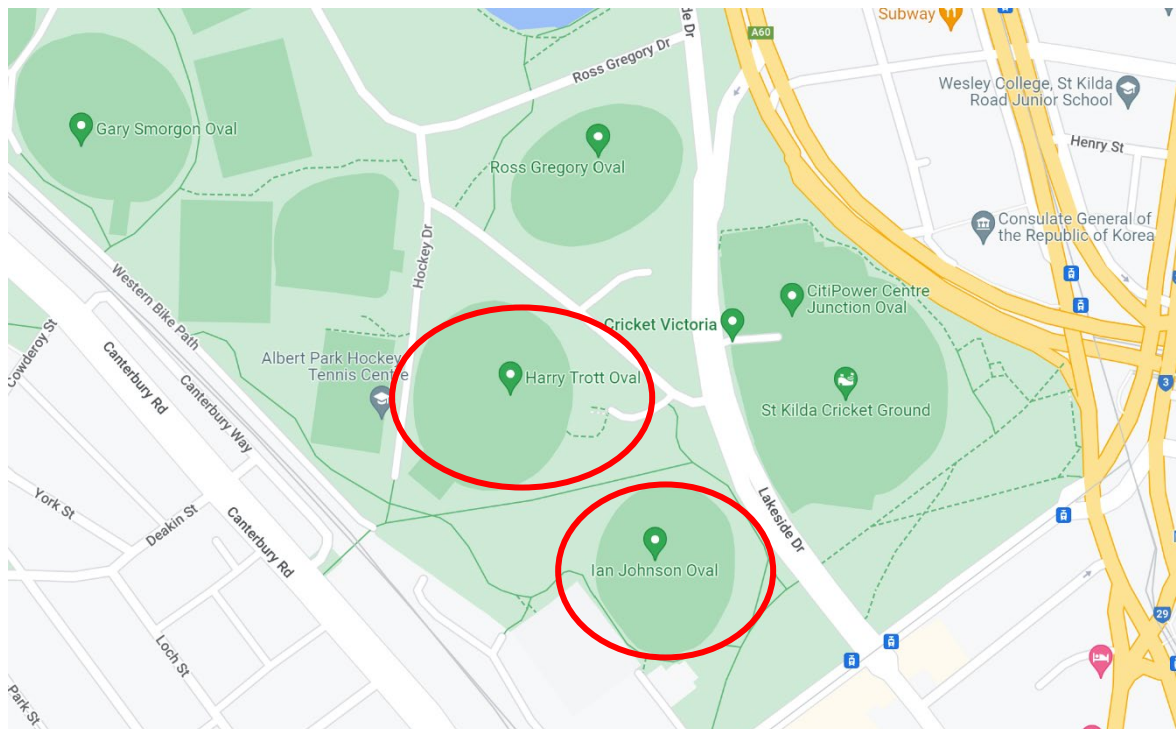 de Dr
Subway
A60
Ross Gregory Dr
Wesley College, St Kilda
Road Junior School
Gary Smorgon Oval
Henry St
Ross Gregory Oval
Consulate General of
the Republic of Korea
Hockey Dr
Western Bike Path
CitiPower Centre
Junction Oval
Cricket Victoria
Cowderoy St
Canterbury Rd
Canterbury Way
Albert Park Hockey
Tennis Centre
Harry Trott Oval
3
St Kilda Cricket Ground
York St
Deakin St
Canterbury Rd
Lakeside Dr
Ian Johnson Oval
29
Loch St
Park St